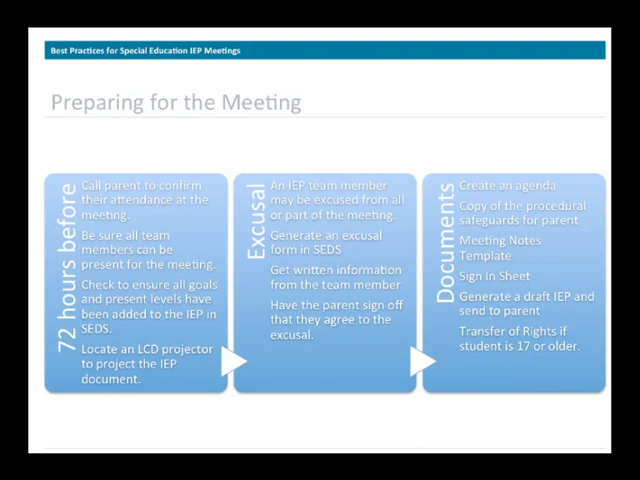 Best Practices for Special Education IEP Meetings
Preparing for the Meeting
72 hours before
Call parent to confirm
their attendance at the
meeting.
Be sure all team
members can be
present for the meeting.
Check to ensure all goals
and present levels have
been added to the IEP in
SEDS.
Locate an LCD projector
to project the IEP
document.
Excusal
An IEP team member
may be excused from all
or part of the meeting.
Generate an excusal
form in SEDS
Get written information
from the team member
Have the parent sign off
that they agree to the
excusal.
Documents
Create an agenda
Copy of the procedural
safeguards for parent
Meeting Notes
Template
Sign In Sheet
Generate a draft IEP and
send to parent
Transfer of Rights if
student is 17 or older.